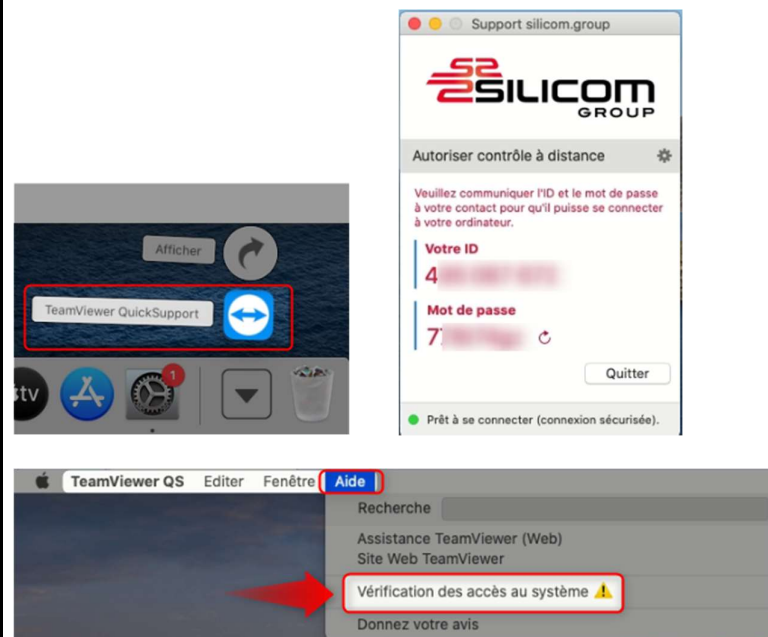 Support silicom.group
SILICOM
GROUP
Autoriser contrôle à distance
Veuillez communiquer l'ID et le mot de passe
à votre contact pour qu'il puisse se connecter
à votre ordinateur.
Votre ID
4
Mot de passe
77
Quitter
Prêt à se connecter (connexion sécurisée).
Afficher
TeamViewer QuickSupport
tv
1
TeamViewer QS Editer Fenêtre Aide
Recherche
Assistance TeamViewer (Web)
Site Web TeamViewer
Vérification des accès au système
Donnez votre avis